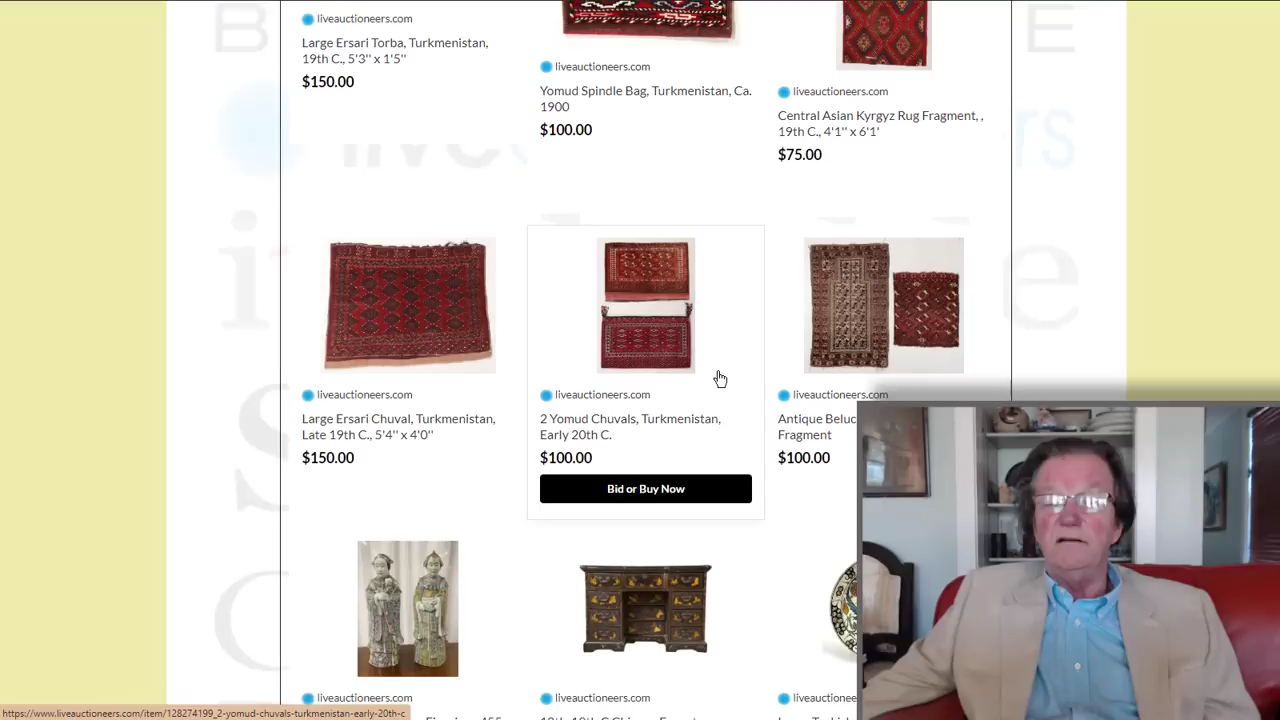 liveauctioneers.com
Large Ersari Torba, Turkmenistan,
19th C., 5'3'' x 1'5''
$150.00
liveauctioneers.com
Yomud Spindle Bag, Turkmenistan, Ca.
1900
$100.00
liveauctioneers.com
Central Asian Kyrgyz Rug Fragment, ,
19th C., 4'1'' x 6'1'
$75.00
liveauctioneers.com
Large Ersari Chuval, Turkmenistan,
Late 19th C., 5'4'' x 4'0''
$150.00
liveauctioneers.com
2 Yomud Chuvals, Turkmenistan,
Early 20th C.
$100.00
Bid or Buy Now
liveauctioneers.com
Antique
Fragment
$100.00
liveauctioneers.com
liveauctioneers.com
https://www.liveauctioneers.com/item/128274199_2-yomud-chuvals-turkmenistan-early-20th-c.